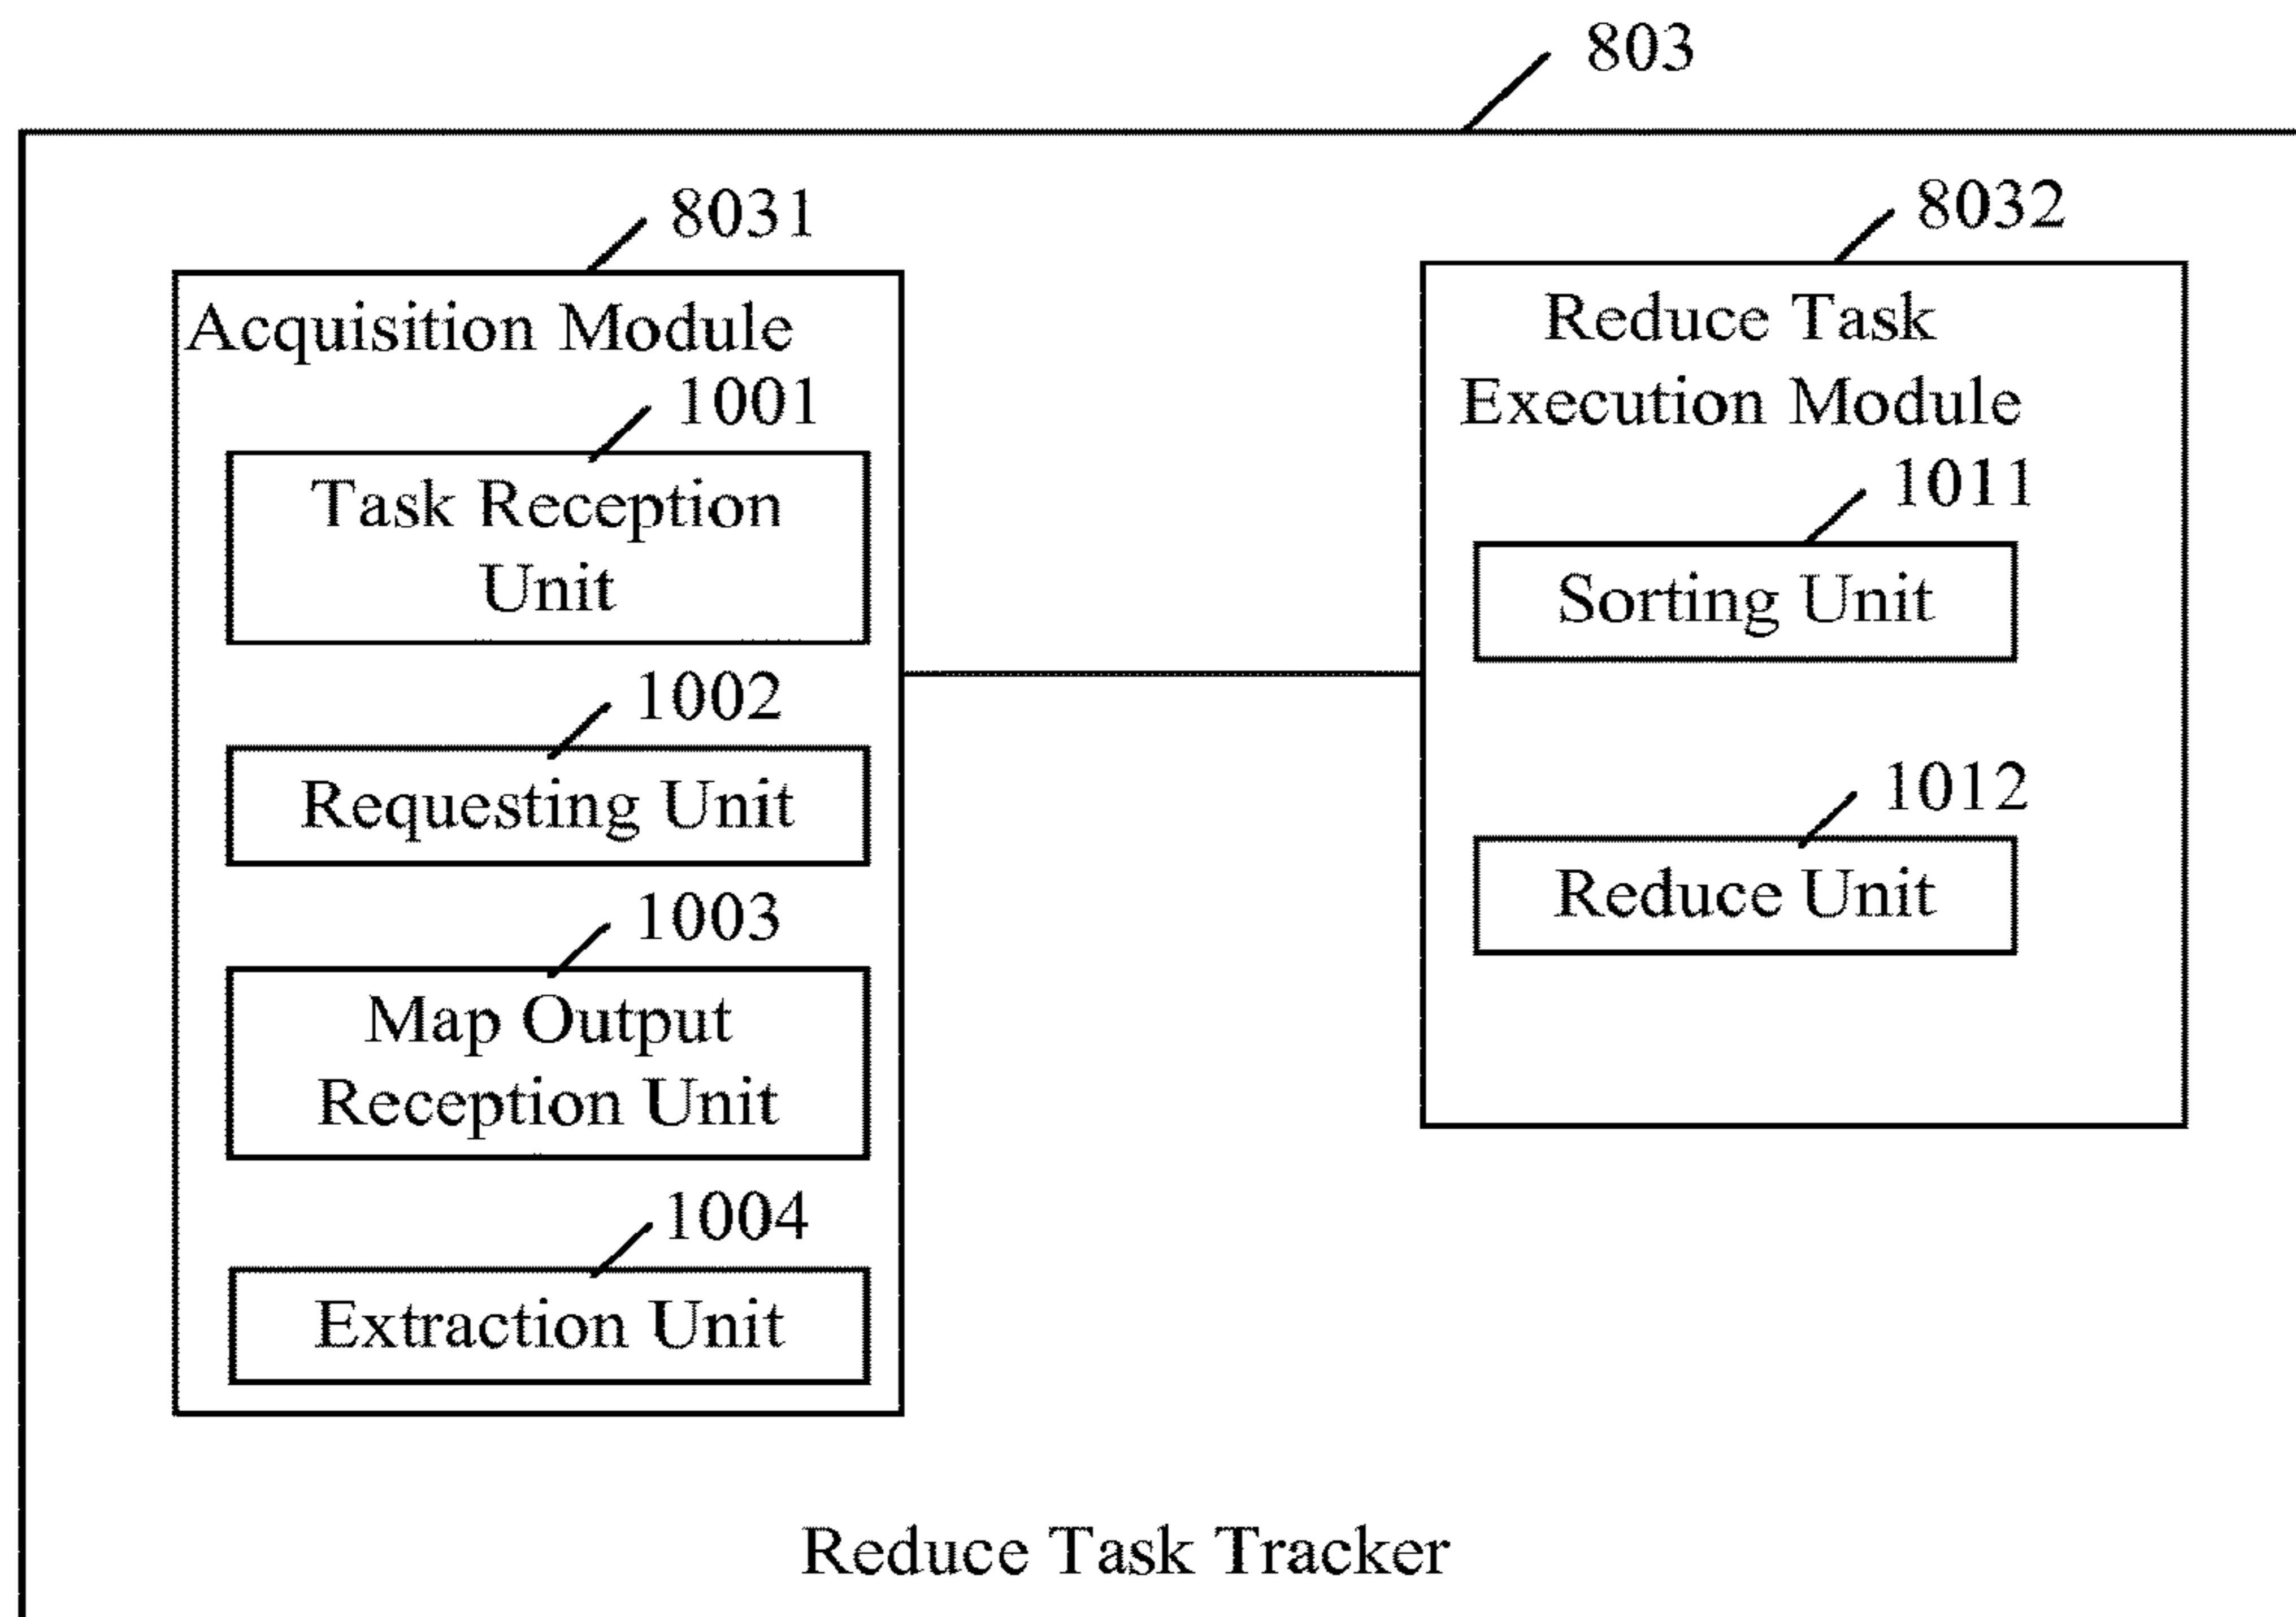 803
8031
Acquisition Module
1001
Task Reception
Unit
1002
Requesting Unit
1003
Map Output
Reception Unit
1004
Extraction Unit
8032
Reduce Task
Execution Module
1011
Sorting Unit
1012
Reduce Unit
Reduce Task Tracker